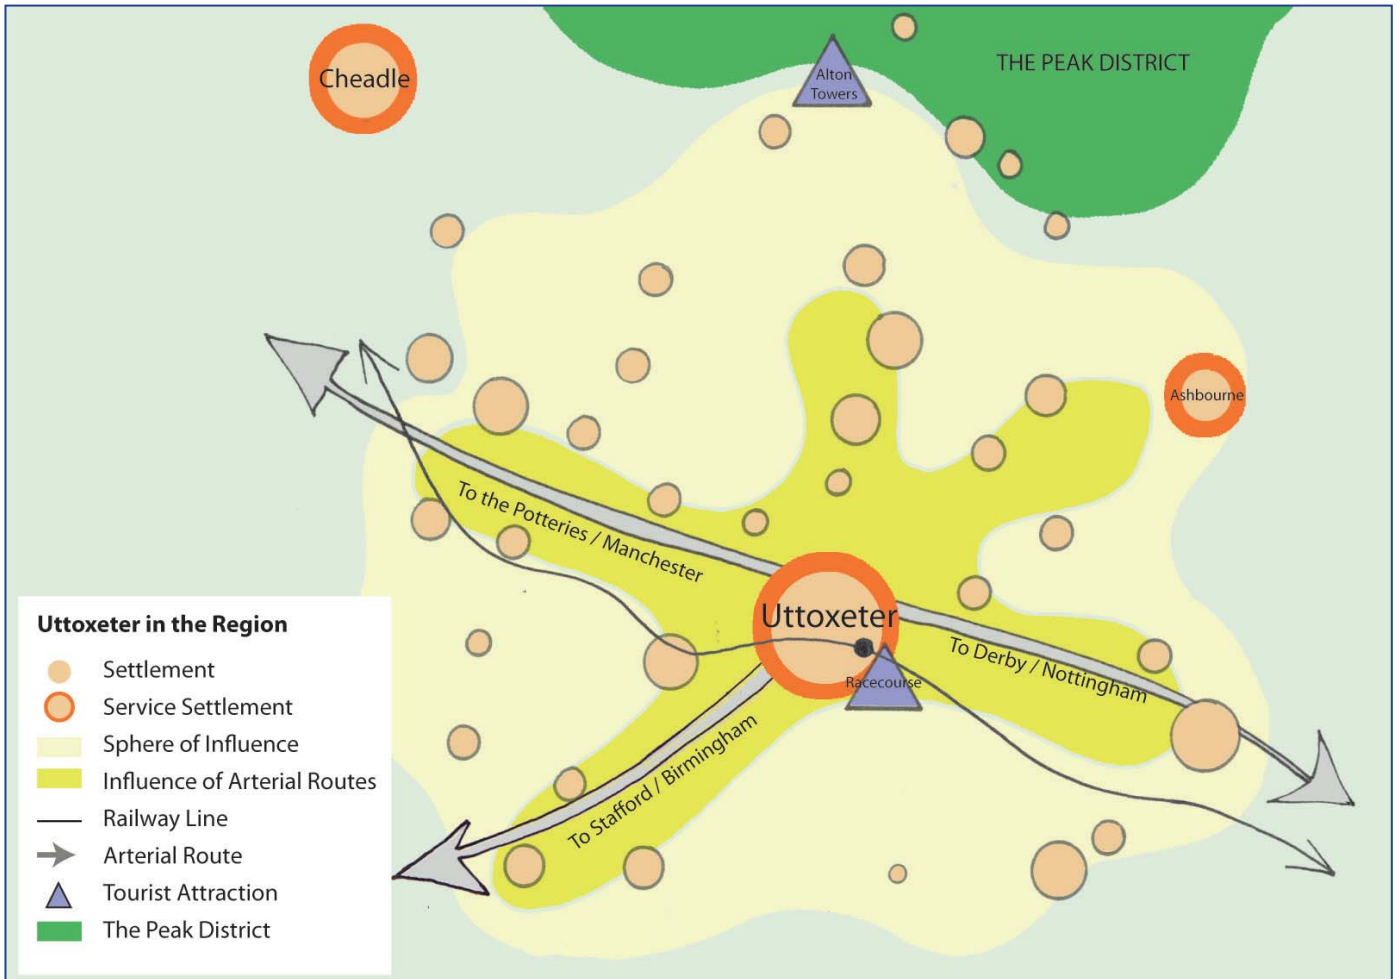 Cheadle
Alton
Towers
THE PEAK DISTRICT
Ashbourne
To the Potteries / Manchester
Uttoxeter
To Derby / Nottingham
Racecourse
To Stafford / Birmingham
Uttoxeter in the Region
Settlement
Service Settlement
Sphere of Influence
Influence of Arterial Routes
Railway Line
Arterial Route
Tourist Attraction
The Peak District